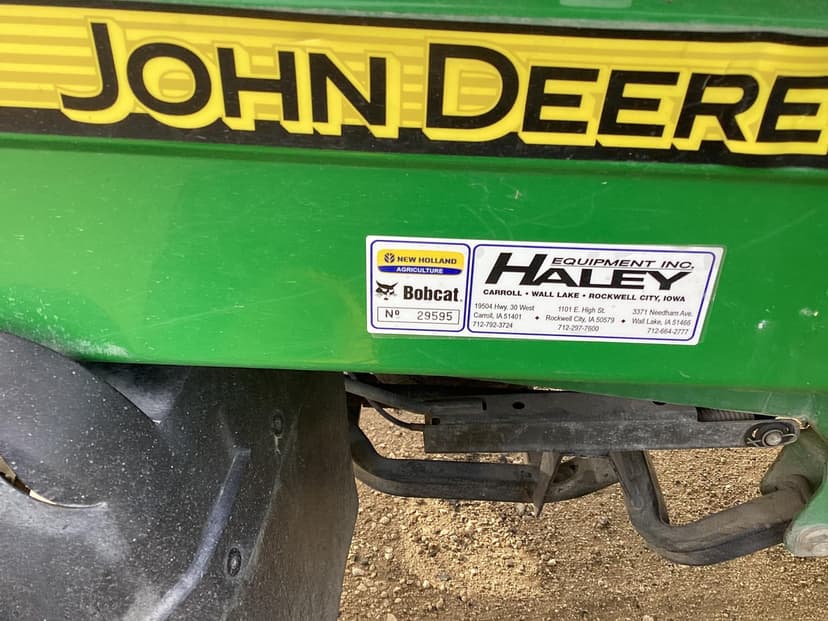 JOHN DEERE
NEW HOLLAND
AGRICULTURE
Bobcat.
Nº 29595
EQUIPMENT INC.
HALEY
CARROLL • WALL LAKE • ROCKWELL CITY, IOWA
19504 Hwy. 30 West
Carroll, IA 51401
712-792-3724
1101 E. High St.
Rockwell City, IA 50579
712-297-7600
3371 Needham Ave.
Wall Lake, IA 51466
712-664-2777